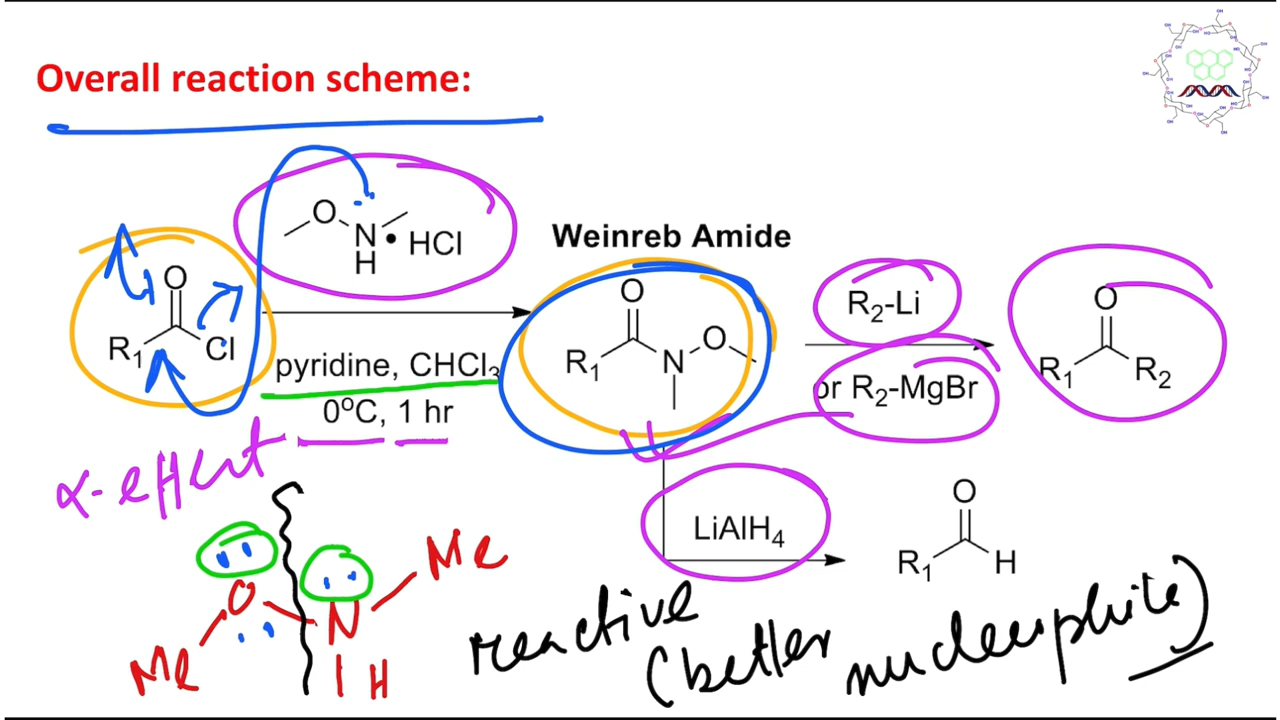 Overall reaction scheme:
O
N • HCl
H
Weinreb Amide
O
R₁ Cl
pyridine, CHCl₃
0°C, 1 hr
O
R₁ N O
R₂-Li
or R₂-MgBr
O
R₁ R₂
α-effect
LiAlH₄
O
R₁ H
Me O N Me
H
reactive
(better nucleophile)